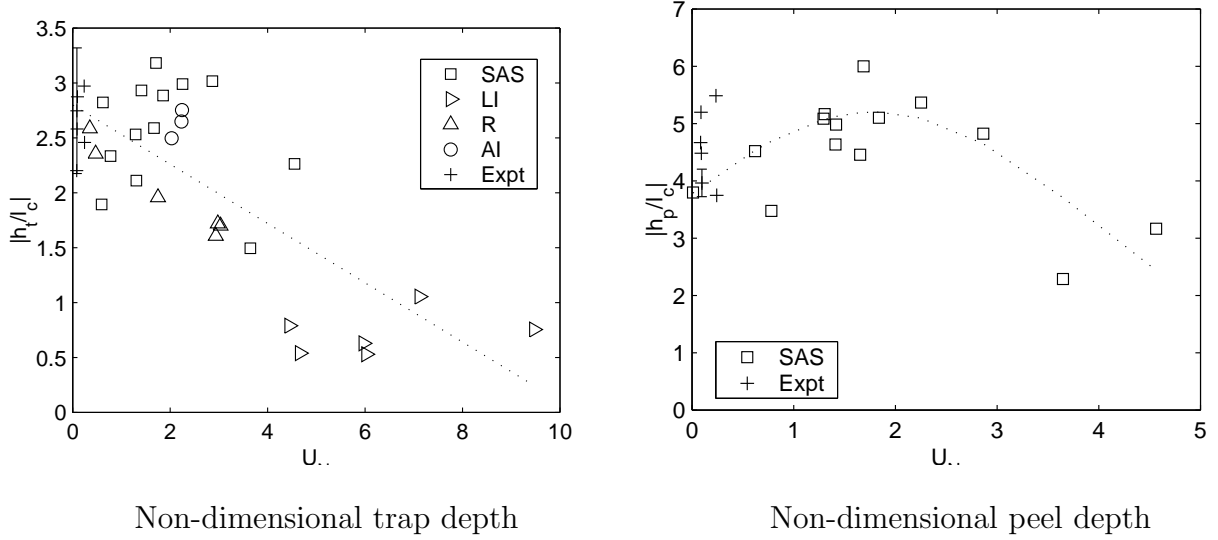 3.5
3
2.5
2
1.5
1
0.5
0
|h_t/l_c|
0 2 4 6 8 10
SAS
LI
R
AI
Expt
7
6
5
4
3
2
1
0
|h_p/l_c|
0 1 2 3 4 5
SAS
Expt
Non-dimensional trap depth
Non-dimensional peel depth